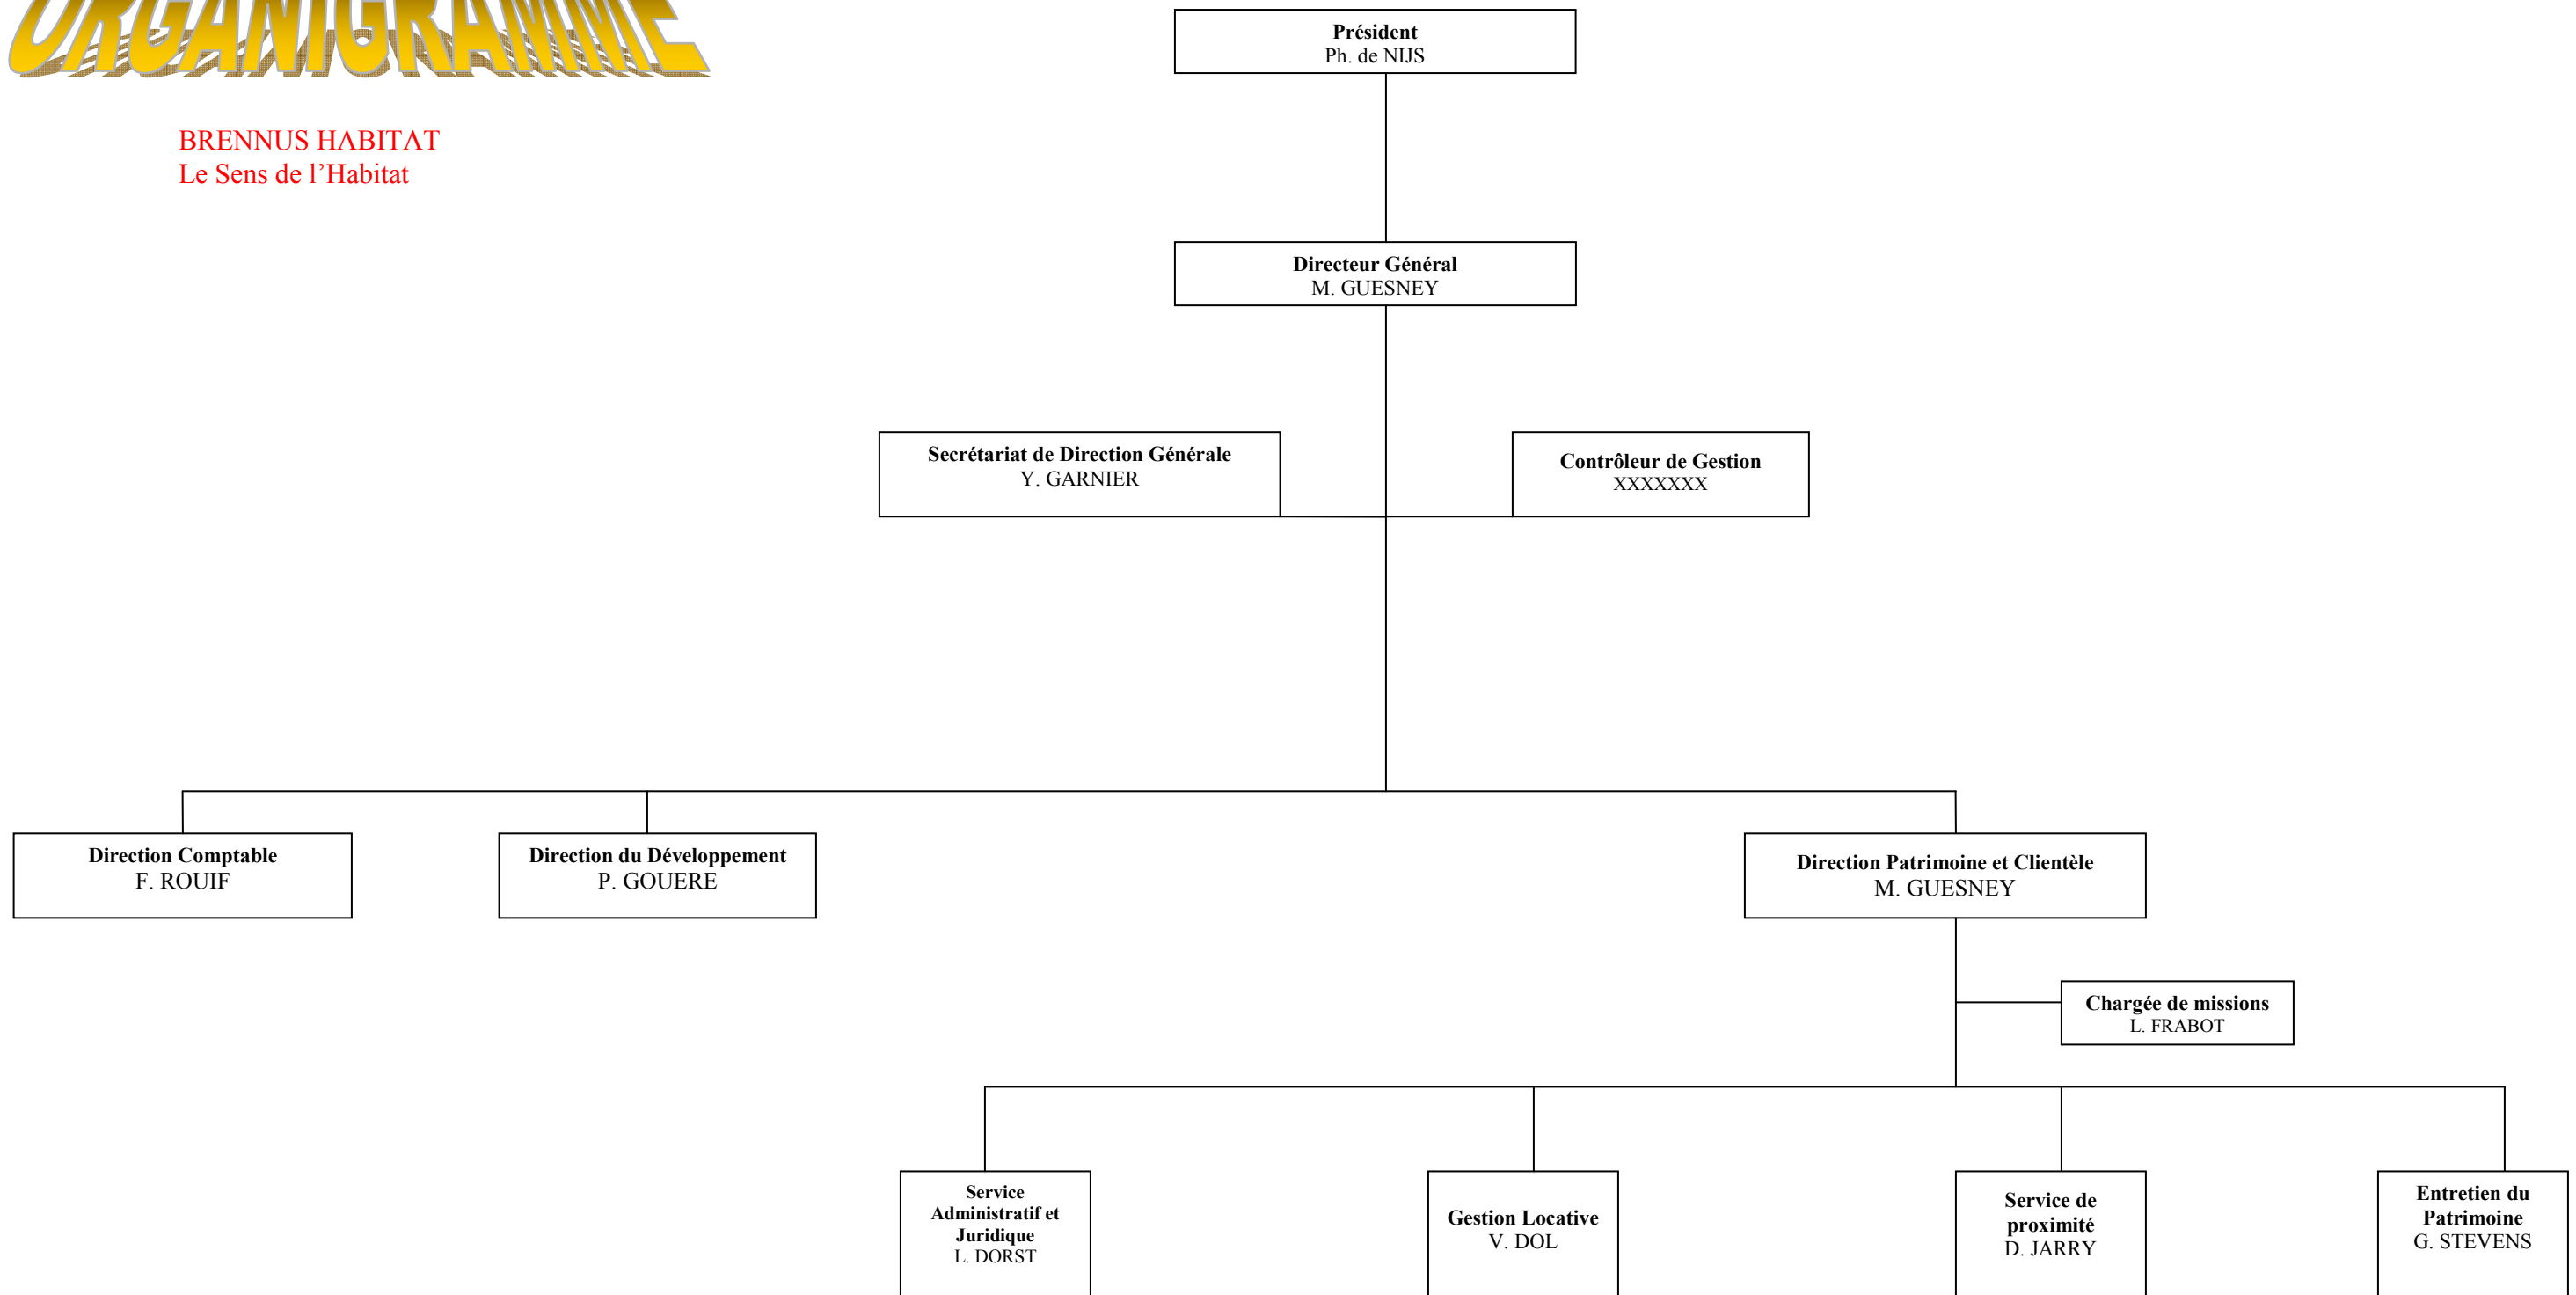 ORGANIGRAMME
BRENNUS HABITAT
Le Sens de l’Habitat
Président
Ph. de NIJS
Directeur Général
M. GUESNEY
Secrétariat de Direction Générale
Y. GARNIER
Contrôleur de Gestion
XXXXXXX
Direction Comptable
F. ROUIF
Direction du Développement
P. GOUERE
Direction Patrimoine et Clientèle
M. GUESNEY
Chargée de missions
L. FRABOT
Service
Administratif et
Juridique
L. DORST
Gestion Locative
V. DOL
Service de
proximité
D. JARRY
Entretien du
Patrimoine
G. STEVENS